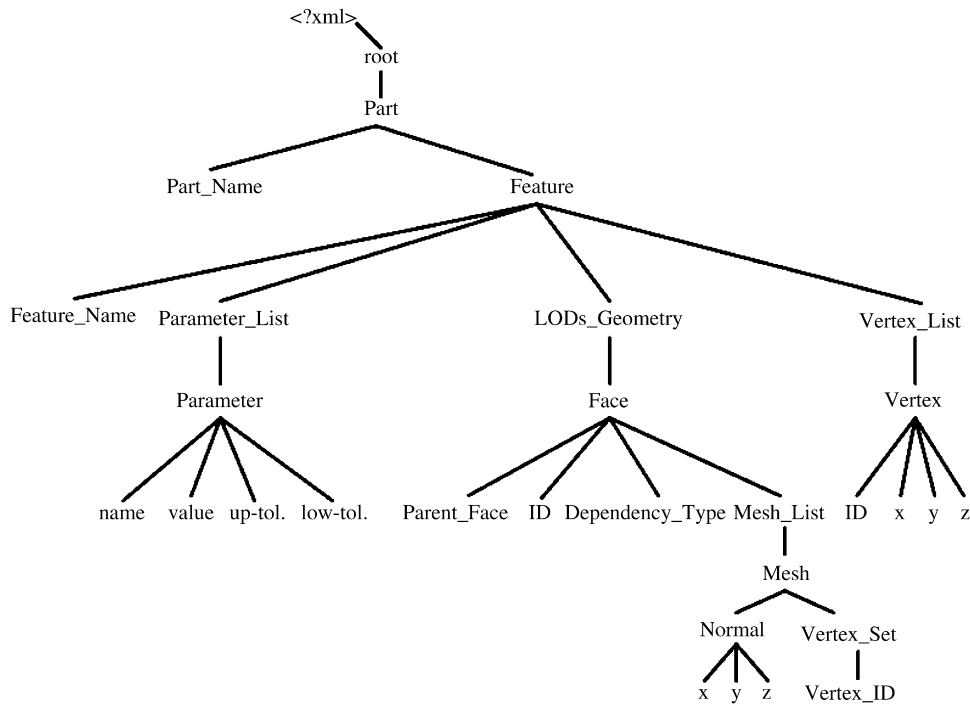 <?xml>
root
Part
Part_Name Feature
Feature_Name Parameter_List LODs_Geometry Vertex_List
Parameter Face Vertex
name value up-tol. low-tol. Parent_Face ID Dependency_Type Mesh_List ID x y z
Mesh
Normal Vertex_Set
x y z Vertex_ID